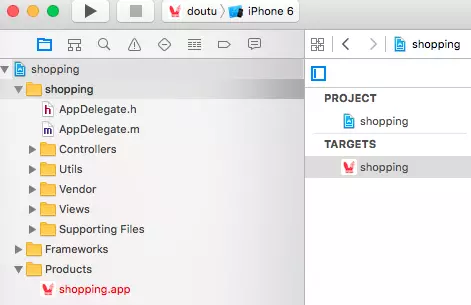 doutu iPhone 6
shopping
shopping
AppDelegate.h
AppDelegate.m
Controllers
Utils
Vendor
Views
Supporting Files
Frameworks
Products
shopping.app
shopping
PROJECT
shopping
TARGETS
shopping